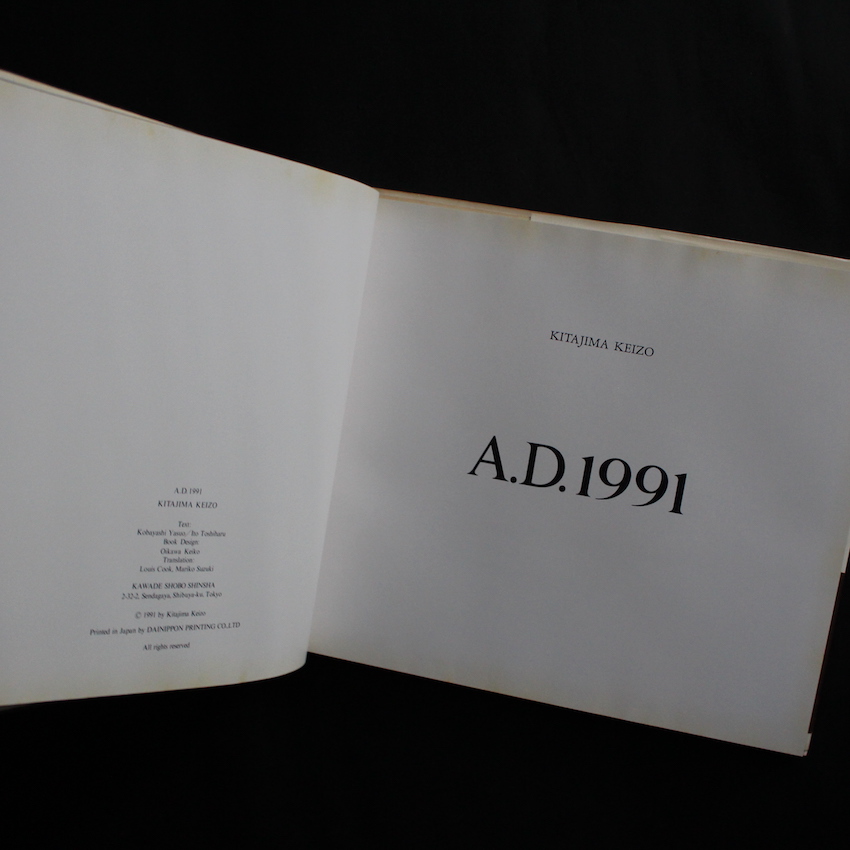 A.D.1991
KITAJIMA KEIZO
Text:
Kobayashi Yasuo / Ito Toshiharu
Book Design:
Oikawa Keiko
Translation:
Louis Cook, Mariko Suzuki
KAWADE SHOBO SHINSHA
2-32-2, Sendagaya, Shibuya-ku, Tokyo
© 1991 by Kitajima Keizo
Printed in Japan by DAINIPPON PRINTING CO.,LTD
All rights reserved
KITAJIMA KEIZO
A.D.1991